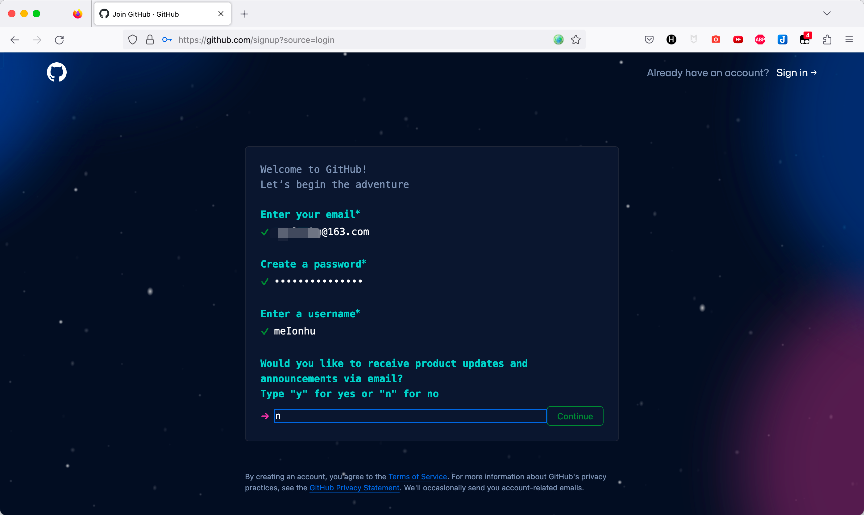 Join GitHub · GitHub
https://github.com/signup?source=login
4
ABP
Already have an account? Sign in →
Welcome to GitHub!
Let's begin the adventure
Enter your email*
@163.com
Create a password*
•••••••••••••••
Enter a username*
meIonhu
Would you like to receive product updates and
announcements via email?
Type "y" for yes or "n" for no
→ n
Continue
By creating an account, you agree to the Terms of Service. For more information about GitHub's privacy
practices, see the GitHub Privacy Statement. We'll occasionally send you account-related emails.